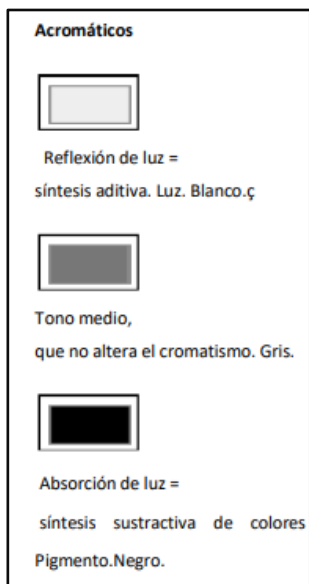 Acromáticos
Reflexión de luz =
síntesis aditiva. Luz. Blanco.ç
Tono medio,
que no altera el cromatismo. Gris.
Absorción de luz =
síntesis sustractiva de colores
Pigmento.Negro.